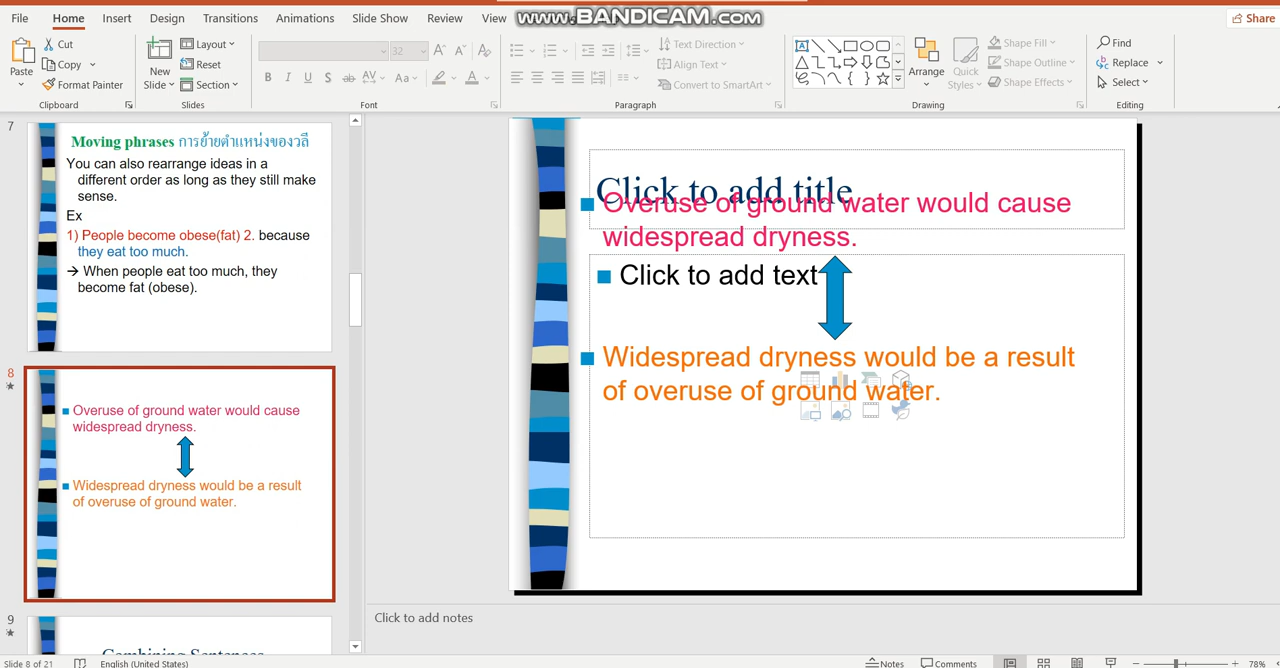 File Home Insert Design Transitions Animations Slide Show Review View www.BANDICAM.com Share
Paste
Cut
Copy
Format Painter
Clipboard
New
Slide
Layout
Reset
Section
Slides
32
Font
Text Direction
Align Text
Convert to SmartArt
Paragraph
Arrange
Quick
Styles
Shape Fill
Shape Outline
Shape Effects
Drawing
Find
Replace
Select
Editing
7
Moving phrases การย้ายตำแหน่งของวลี
You can also rearrange ideas in a
different order as long as they still make
sense.
Ex
1) People become obese(fat) 2. because
they eat too much.
→ When people eat too much, they
become fat (obese).
8
Overuse of ground water would cause
widespread dryness.
Widespread dryness would be a result
of overuse of ground water.
9
Combining Sentences
Click to add title
Overuse of ground water would cause
widespread dryness.
Click to add text
Widespread dryness would be a result
of overuse of ground water.
Click to add notes
Slide 8 of 21 English (United States) Notes Comments 78%